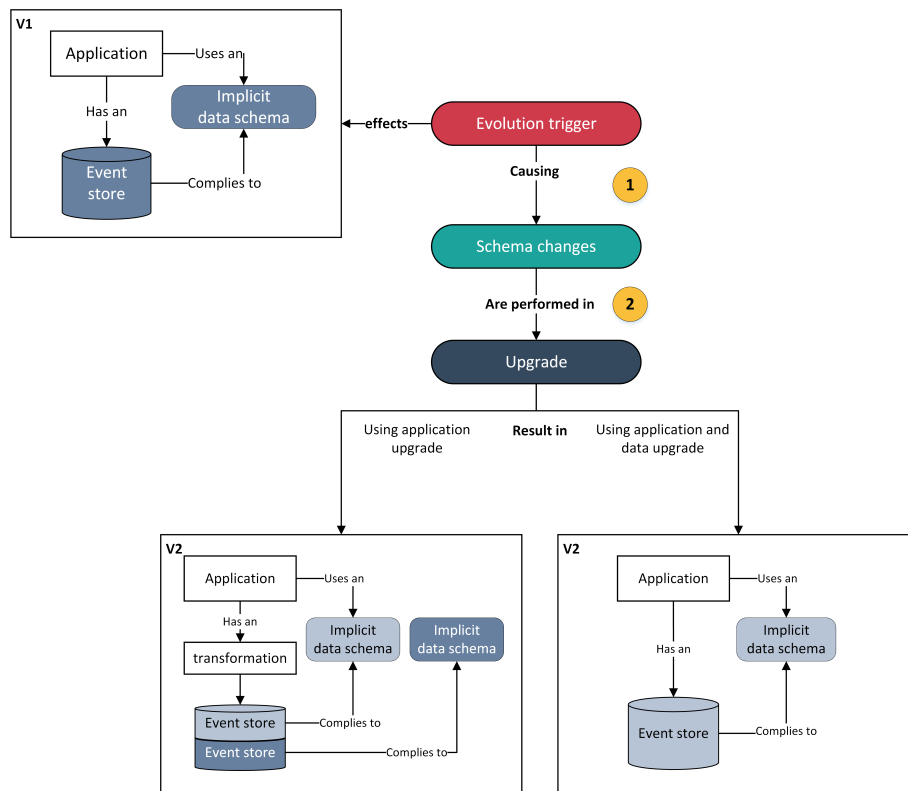 V1
Application
Uses an
Implicit
data schema
Has an
Event
store
Complies to
effects
Evolution trigger
Causing
1
Schema changes
Are performed in
2
Upgrade
Using application
upgrade
Result in
Using application and
data upgrade
V2
Application
Uses an
Has an
Implicit
data schema
Implicit
data schema
transformation
Event store
Complies to
Event store
Complies to
V2
Application
Uses an
Implicit
data schema
Has an
Event store
Complies to